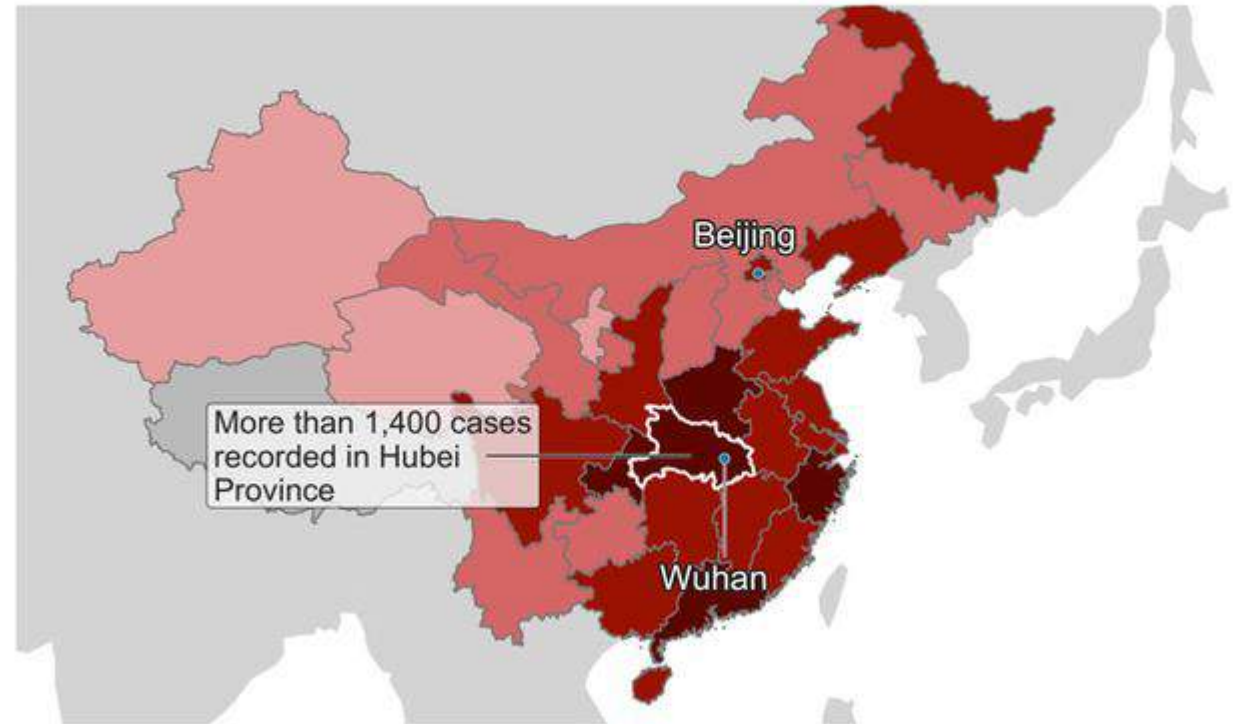 Beijing
More than 1,400 cases
recorded in Hubei
Province
Wuhan